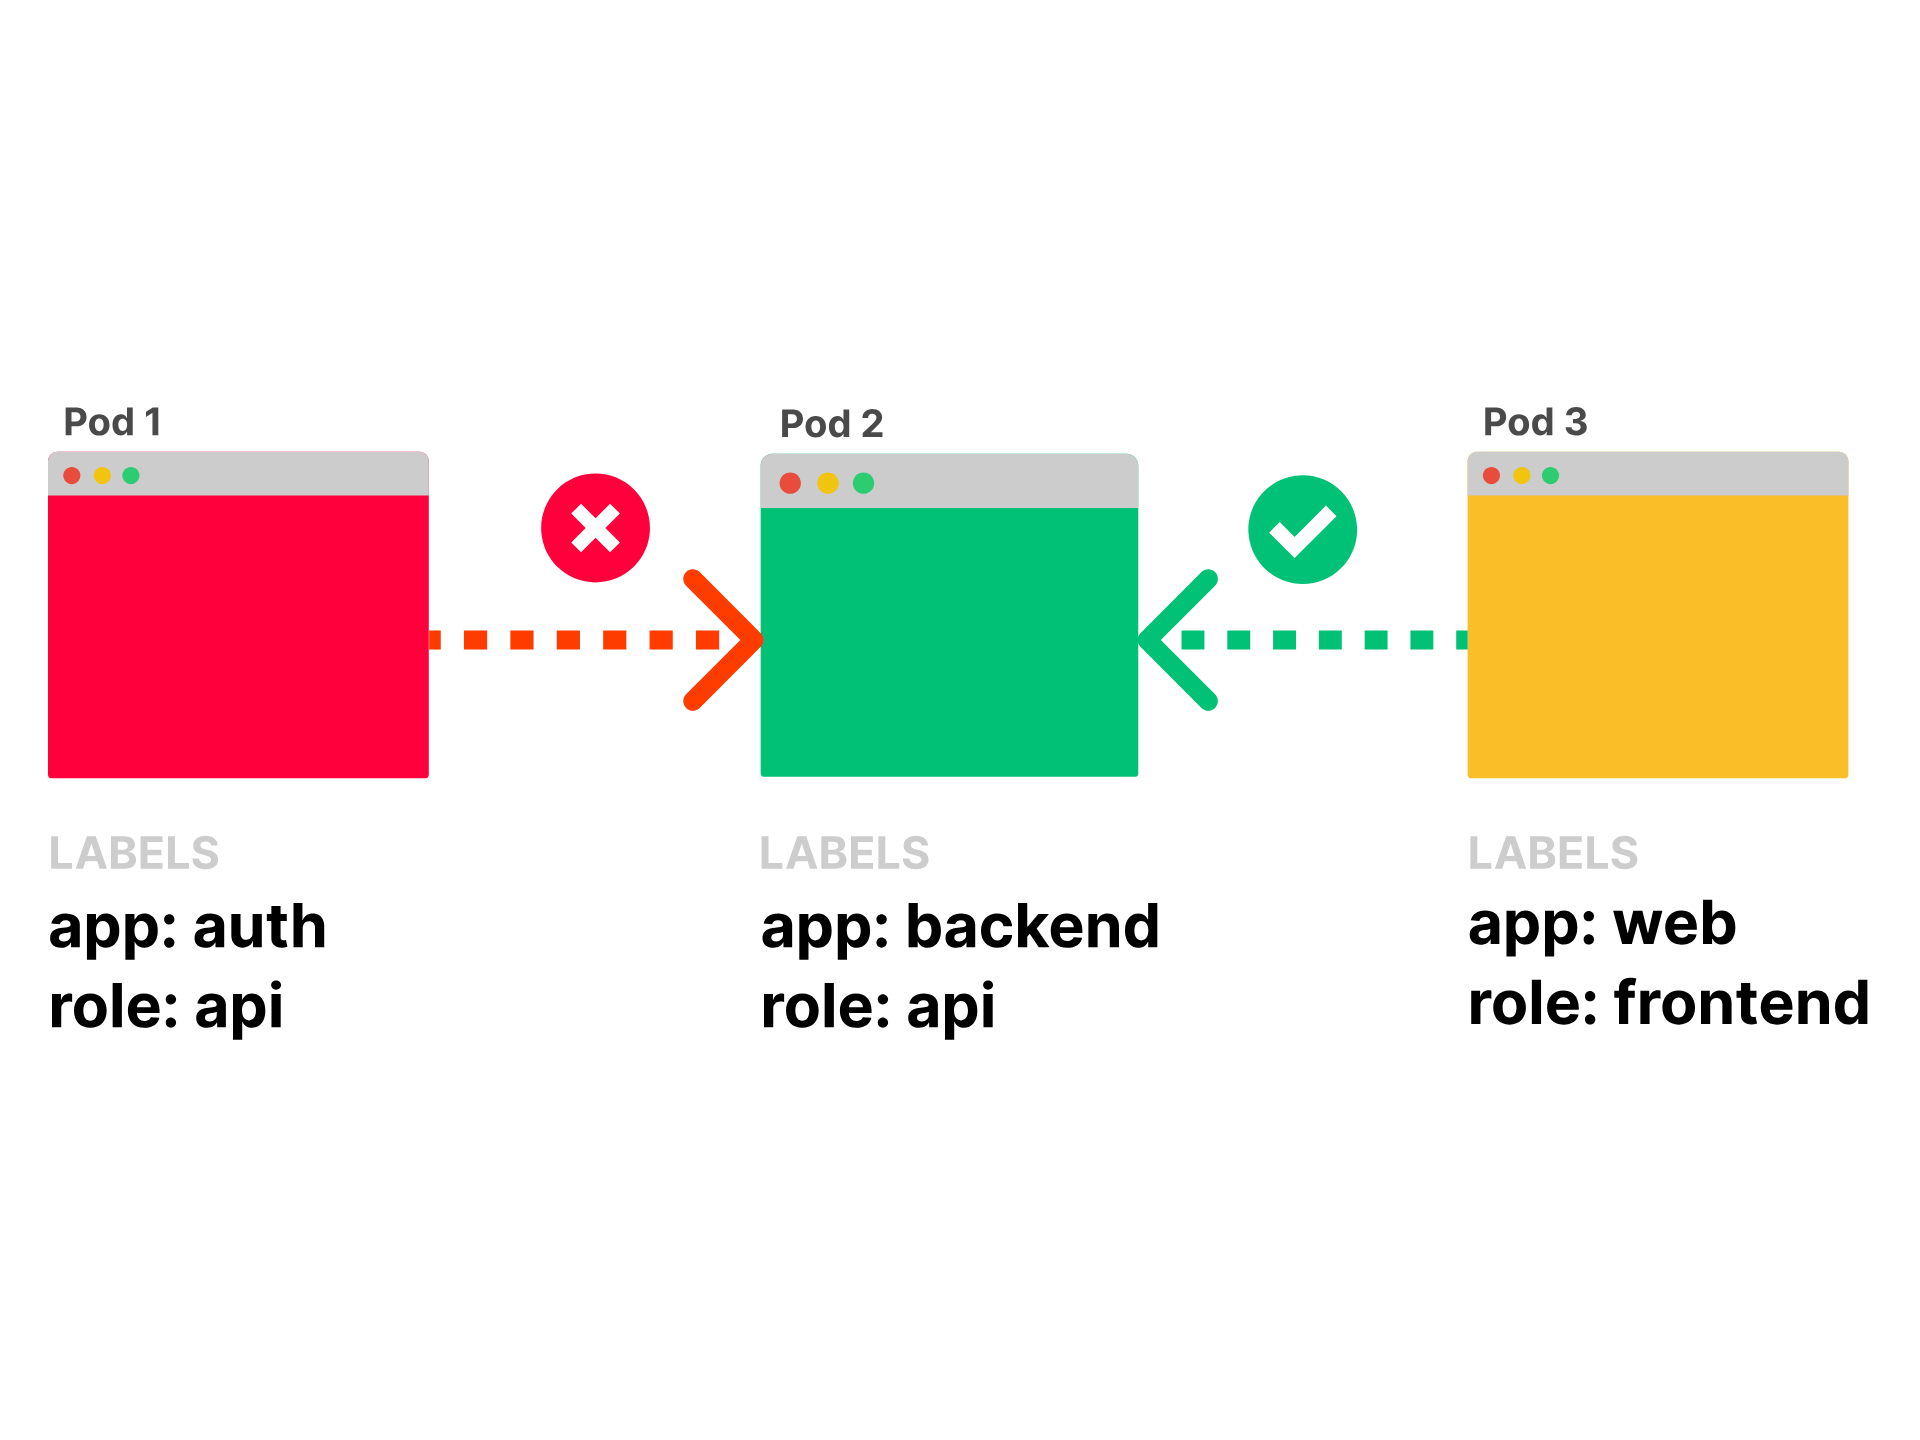 Pod 1
Pod 2
Pod 3
LABELS
app: auth
role: api
LABELS
app: backend
role: api
LABELS
app: web
role: frontend